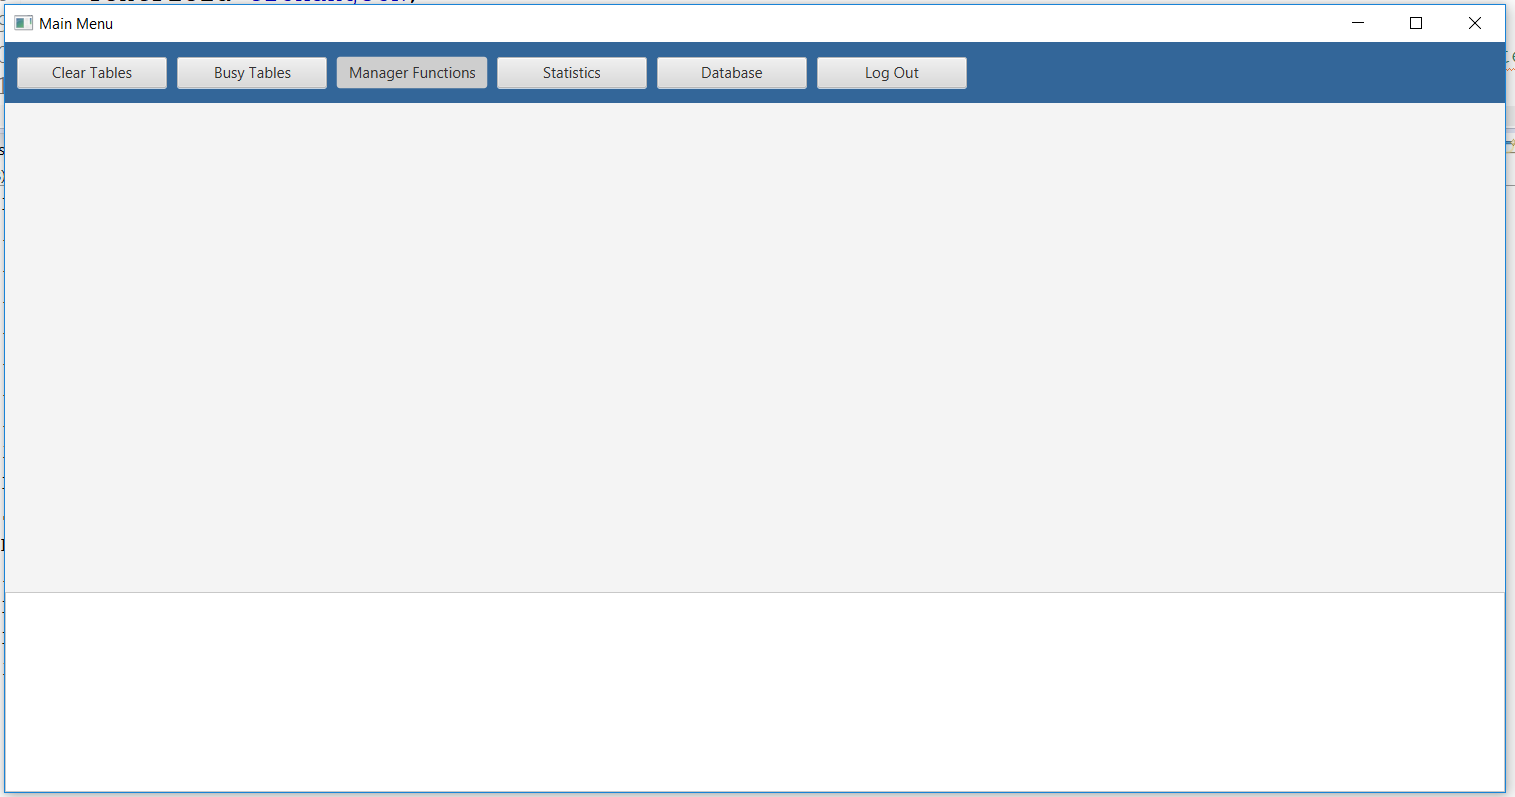 Main Menu
Clear Tables Busy Tables Manager Functions Statistics Database Log Out